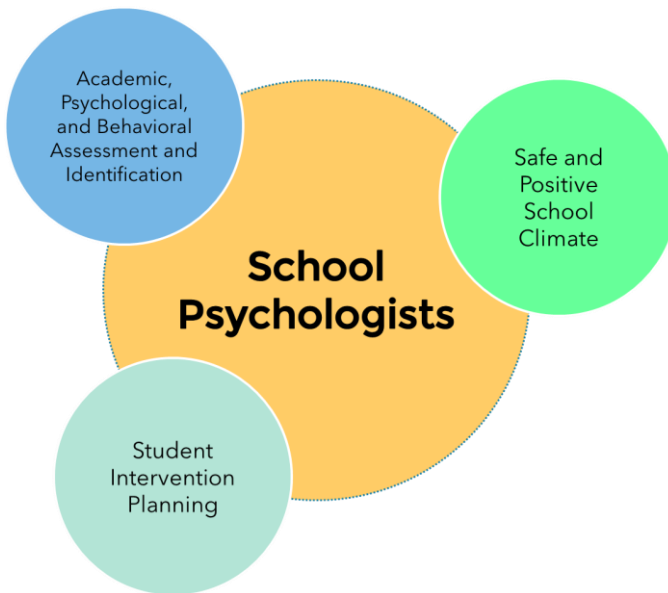 Academic,
Psychological,
and Behavioral
Assessment and
Identification
Safe and
Positive
School
Climate
School
Psychologists
Student
Intervention
Planning